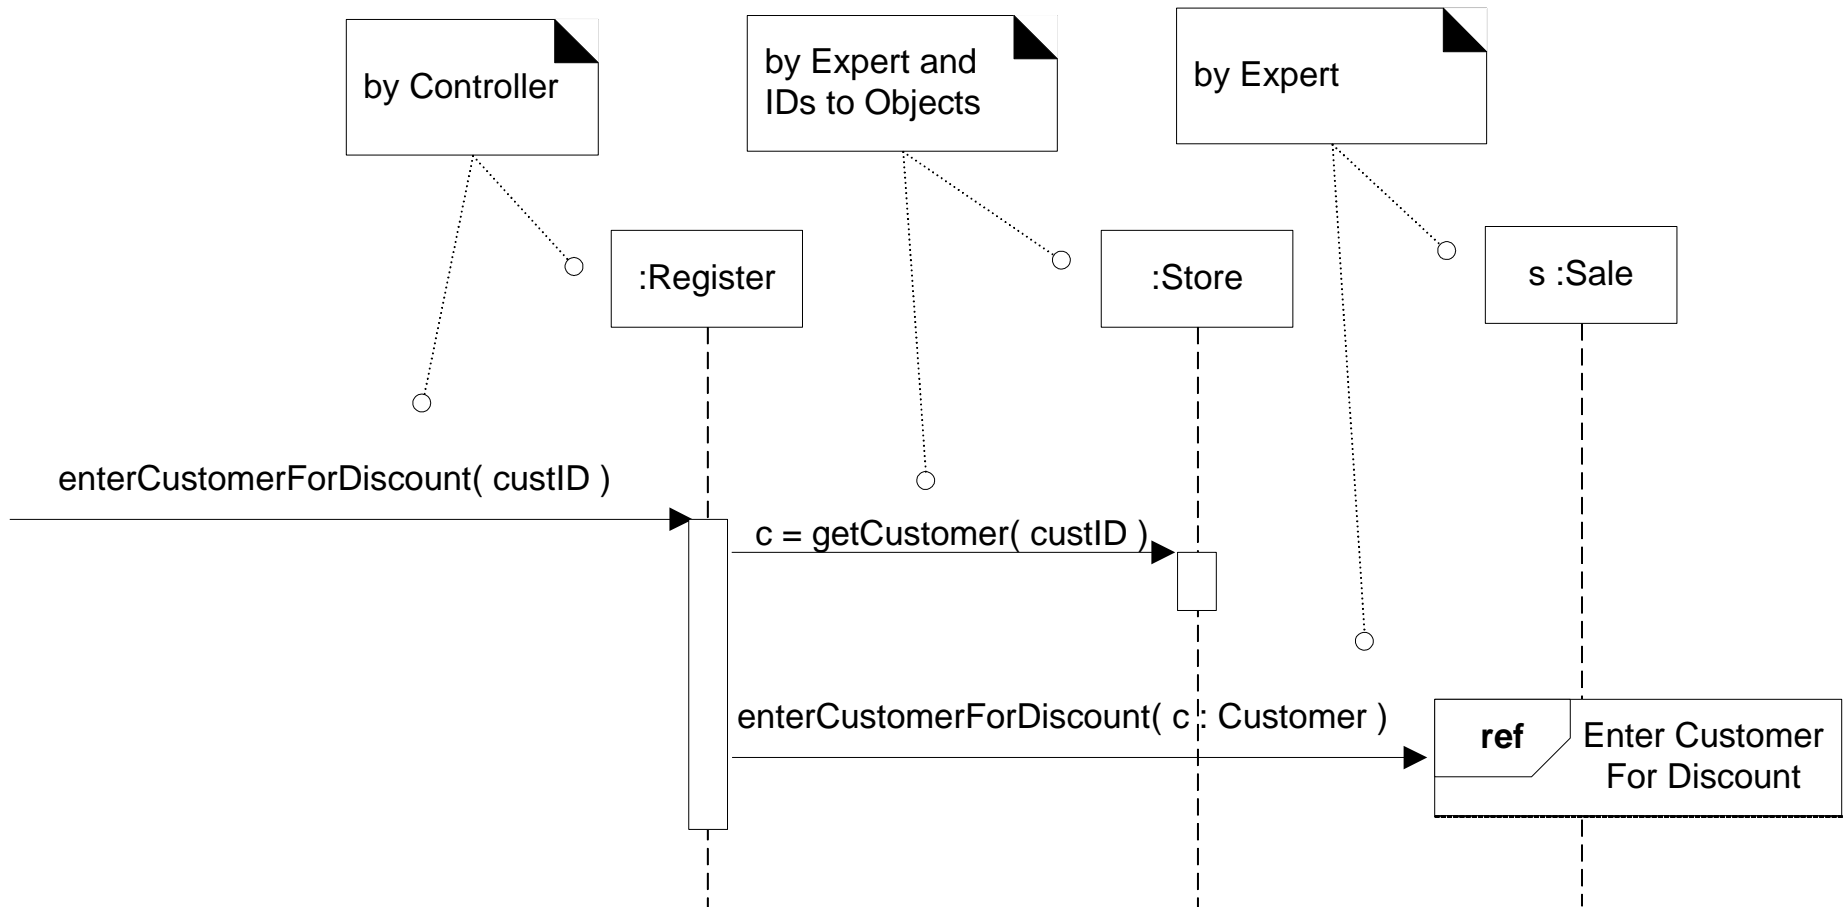 by Controller
by Expert and
IDs to Objects
by Expert
:Register
:Store
s :Sale
enterCustomerForDiscount( custID )
c = getCustomer( custID )
enterCustomerForDiscount( c : Customer )
ref
Enter Customer
For Discount